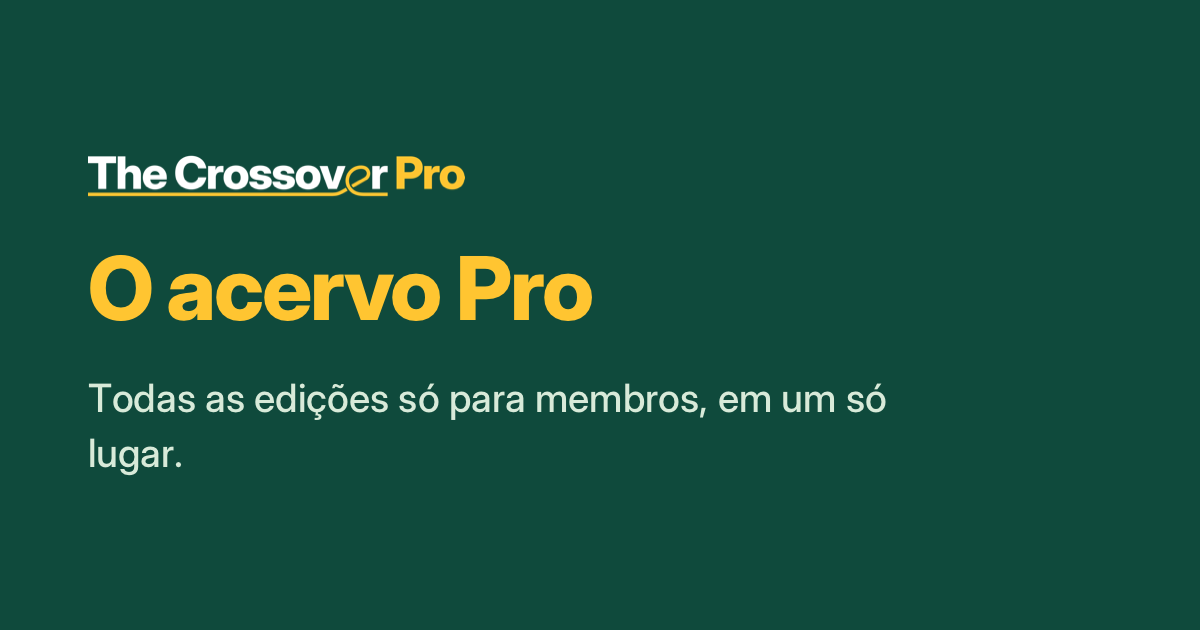 The Crossover Pro
O acervo Pro
Todas as edições só para membros, em um só
lugar.